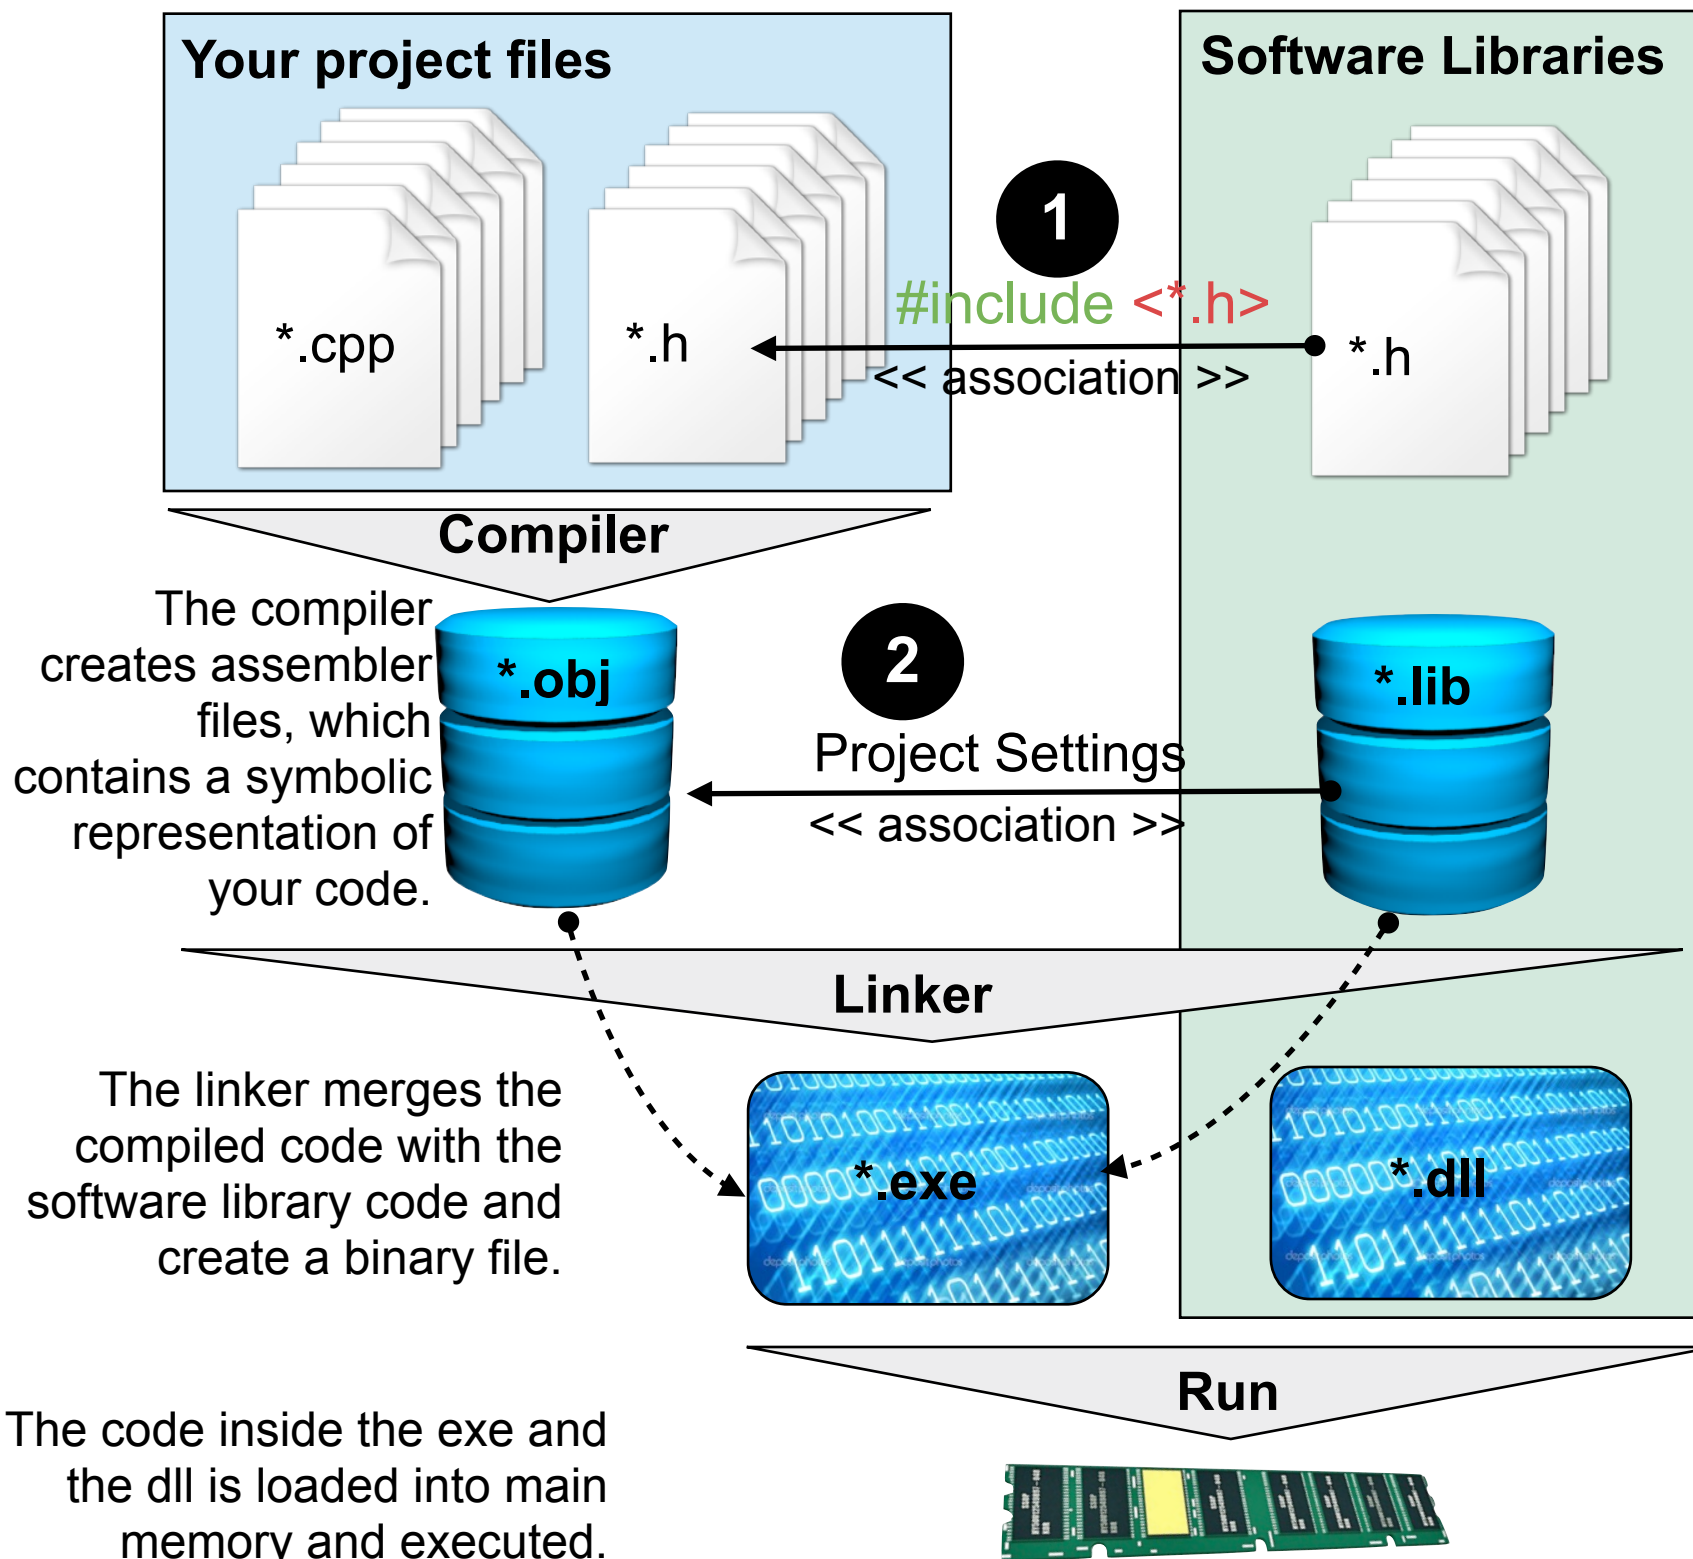 Your project files
Software Libraries
1
#include <*.h>
*.cpp
*.h
*.h
<< association >>
Compiler
The compiler
creates assembler
files, which
contains a symbolic
representation of
your code.
*.obj
2
*.lib
Project Settings
<< association >>
Linker
The linker merges the
compiled code with the
software library code and
create a binary file.
*.exe
*.dll
Run
The code inside the exe and
the dll is loaded into main
memory and executed.